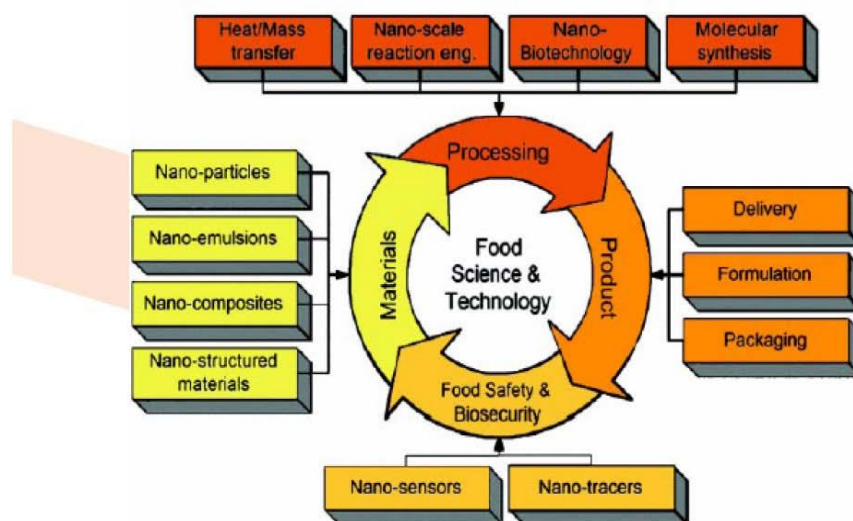 Heat/Mass
transfer
Nano-scale
reaction eng.
Nano-
Biotechnology
Molecular
synthesis
Processing
Nano-particles
Nano-emulsions
Nano-composites
Nano-structured
materials
Materials
Food
Science &
Technology
Product
Delivery
Formulation
Packaging
Food Safety &
Biosecurity
Nano-sensors
Nano-tracers